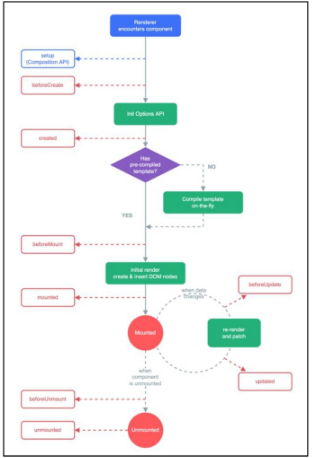 Renderer
encounters component
setup
(Composition API)
beforeCreate
Init Options API
created
Has
pre-compiled
template?
NO
Compile template
on-the-fly
YES
beforeMount
initial render
create & insert DOM nodes
mounted
when data
changes
beforeUpdate
Mounted
re-render
and patch
updated
when
component
is unmounted
beforeUnmount
unmounted
Unmounted